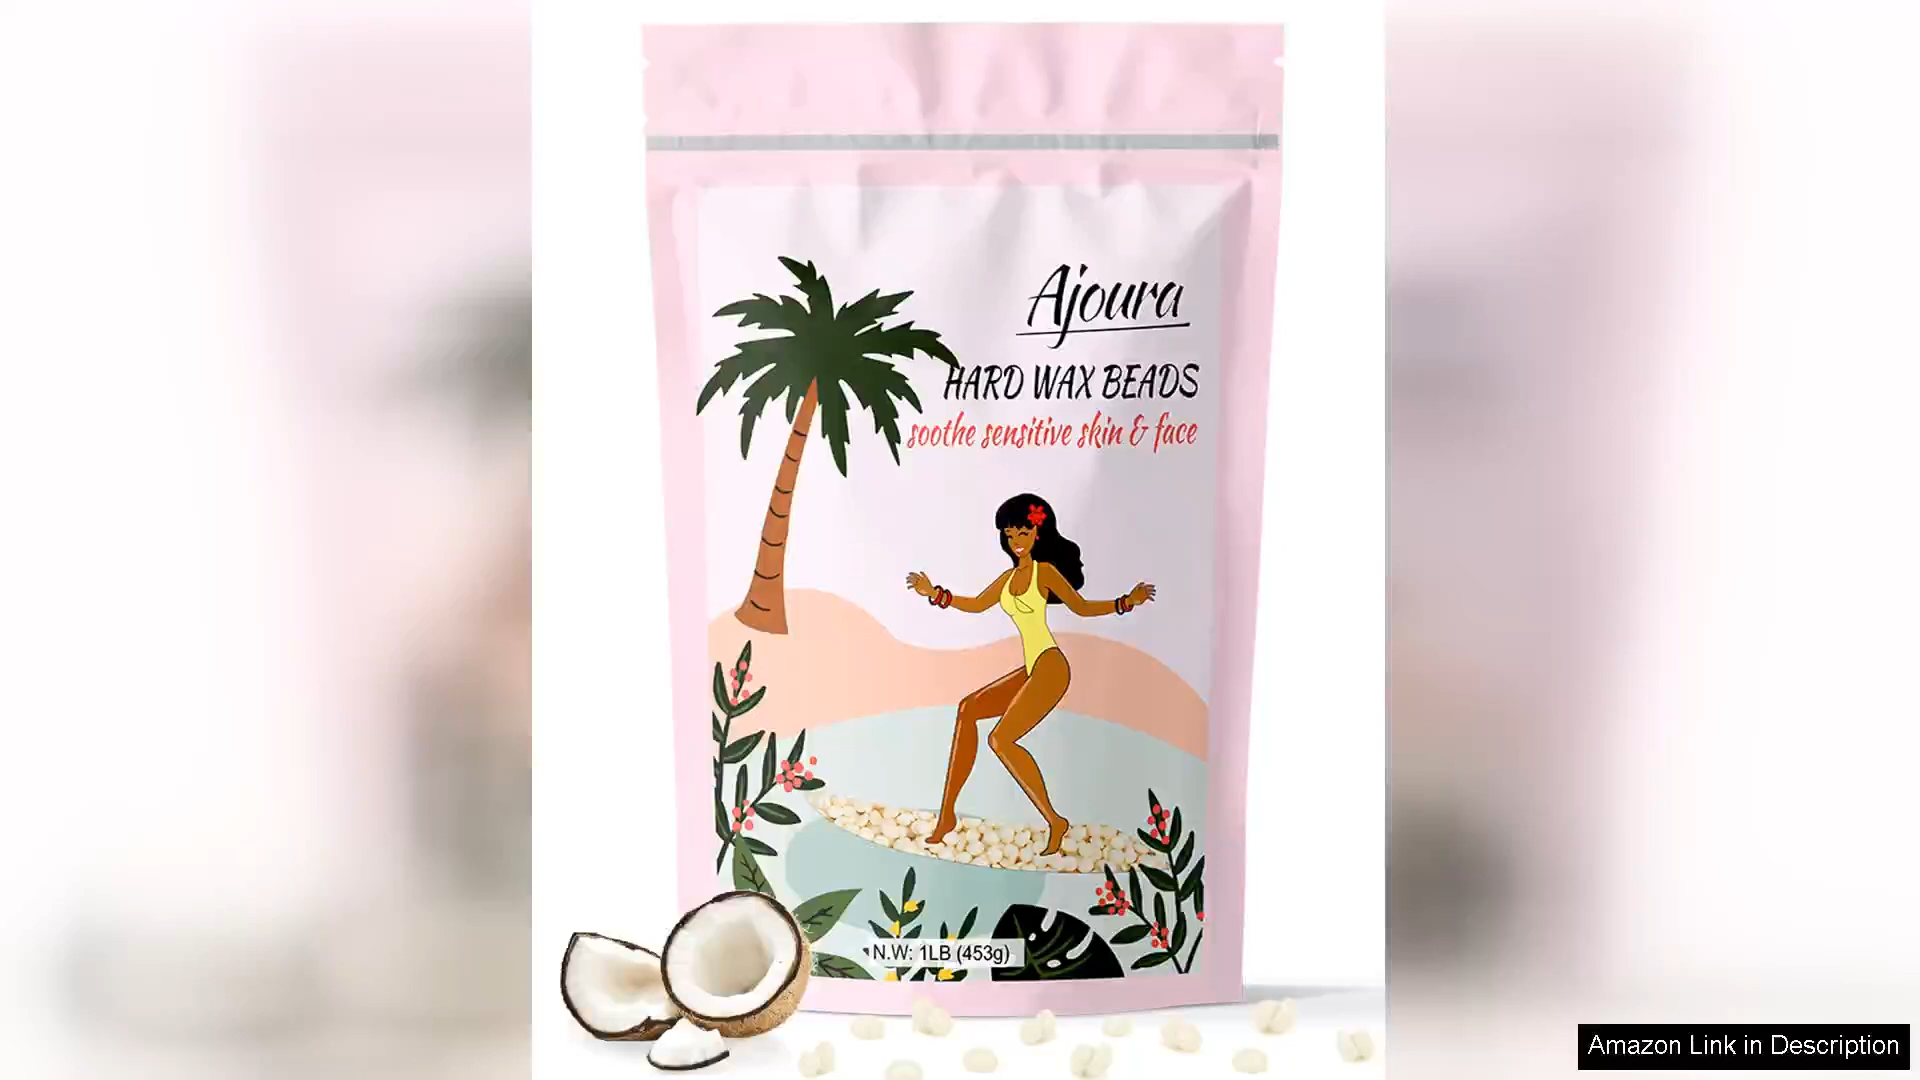 Ajoura
HARD WAX BEADS
soothe sensitive skin & face
N.W: 1LB (453g)
Amazon Link in Description